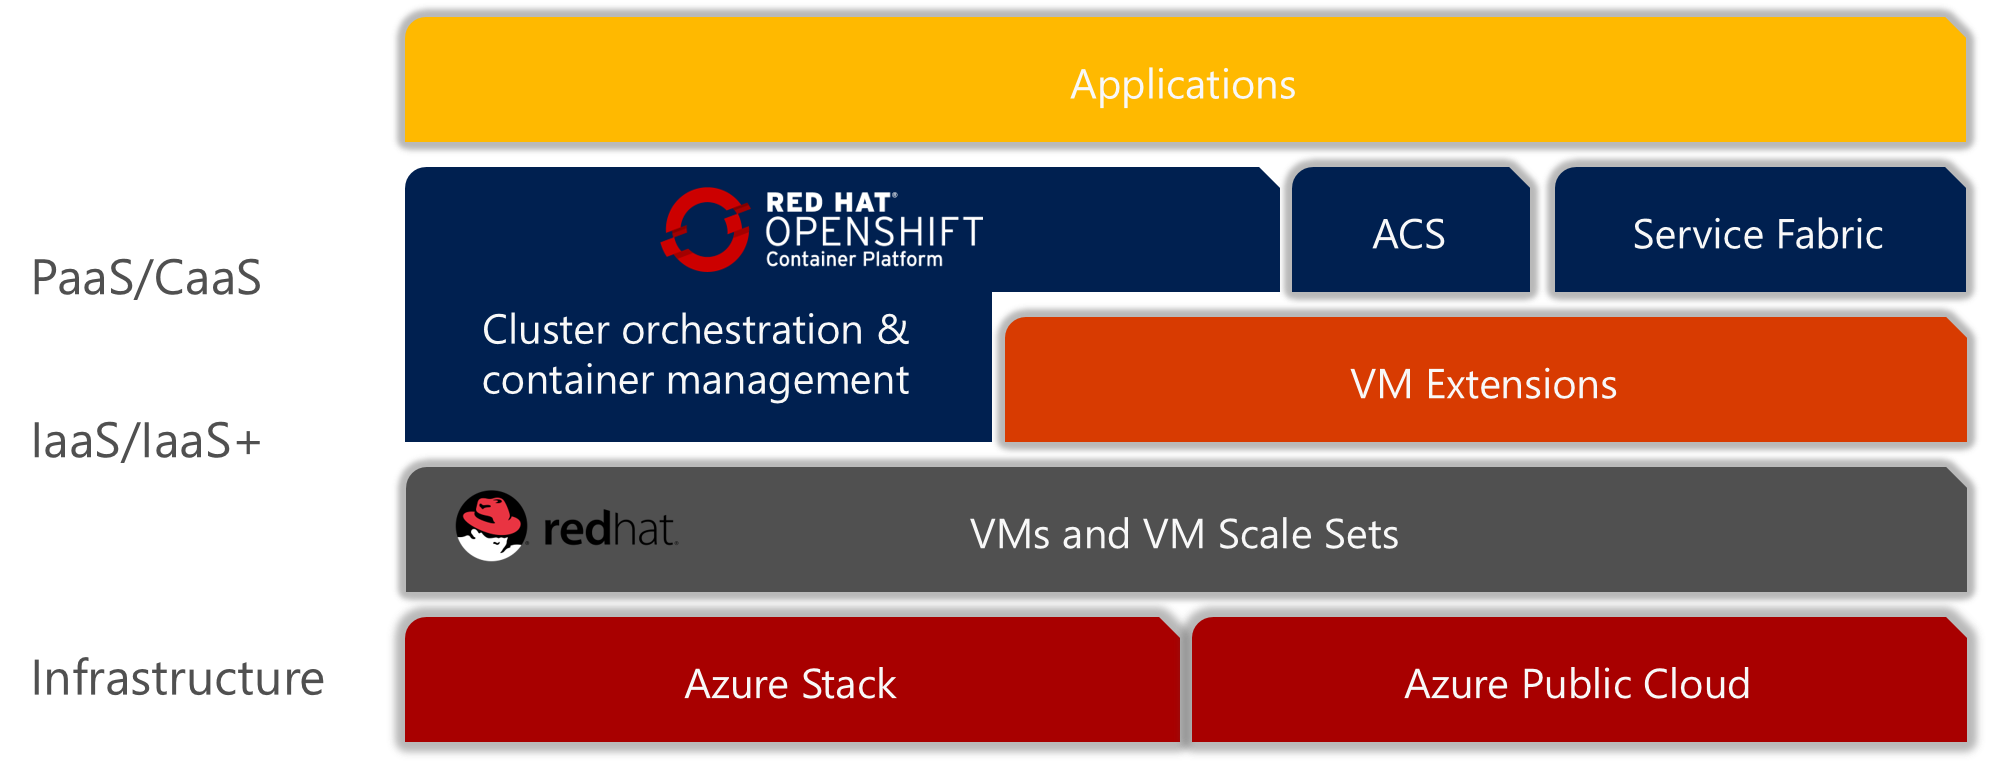 Applications
RED HAT®
OPENSHIFT
Container Platform
ACS
Service Fabric
PaaS/CaaS
Cluster orchestration &
container management
VM Extensions
IaaS/IaaS+
redhat.
VMs and VM Scale Sets
Infrastructure
Azure Stack
Azure Public Cloud